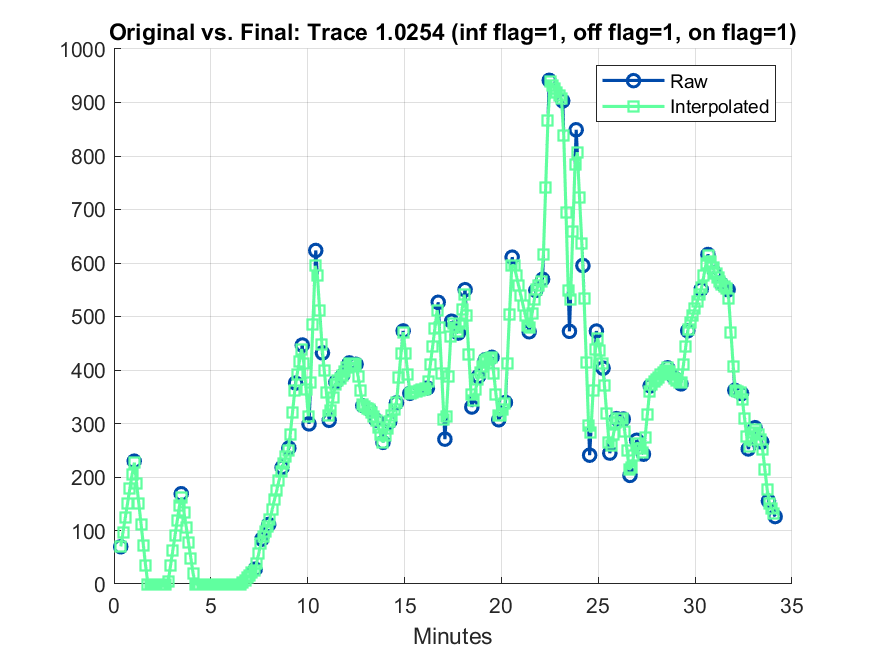 Original vs. Final: Trace 1.0254 (inf flag=1, off flag=1, on flag=1)
1000
900
800
700
600
500
400
300
200
100
0
Raw
Interpolated
0 5 10 15 20 25 30 35
Minutes